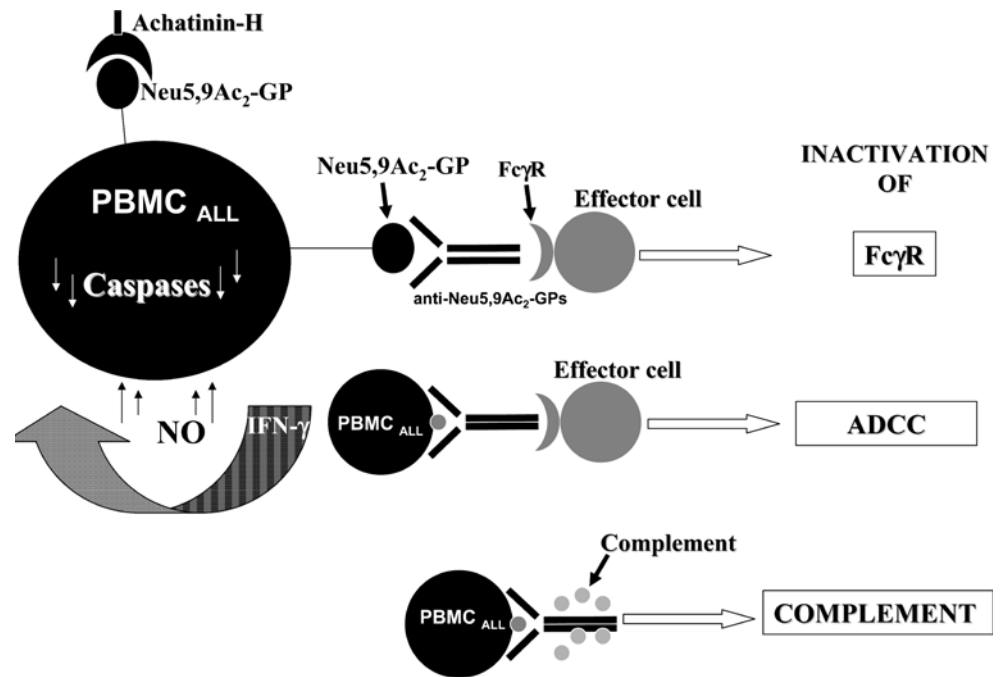 Achatinin-H
Neu5,9Ac₂-GP
PBMC ALL
Caspases
NO
IFN-γ
Neu5,9Ac₂-GP
FcγR
Effector cell
anti-Neu5,9Ac₂-GPs
INACTIVATION
OF
FcγR
PBMC ALL
Effector cell
ADCC
Complement
PBMC ALL
COMPLEMENT